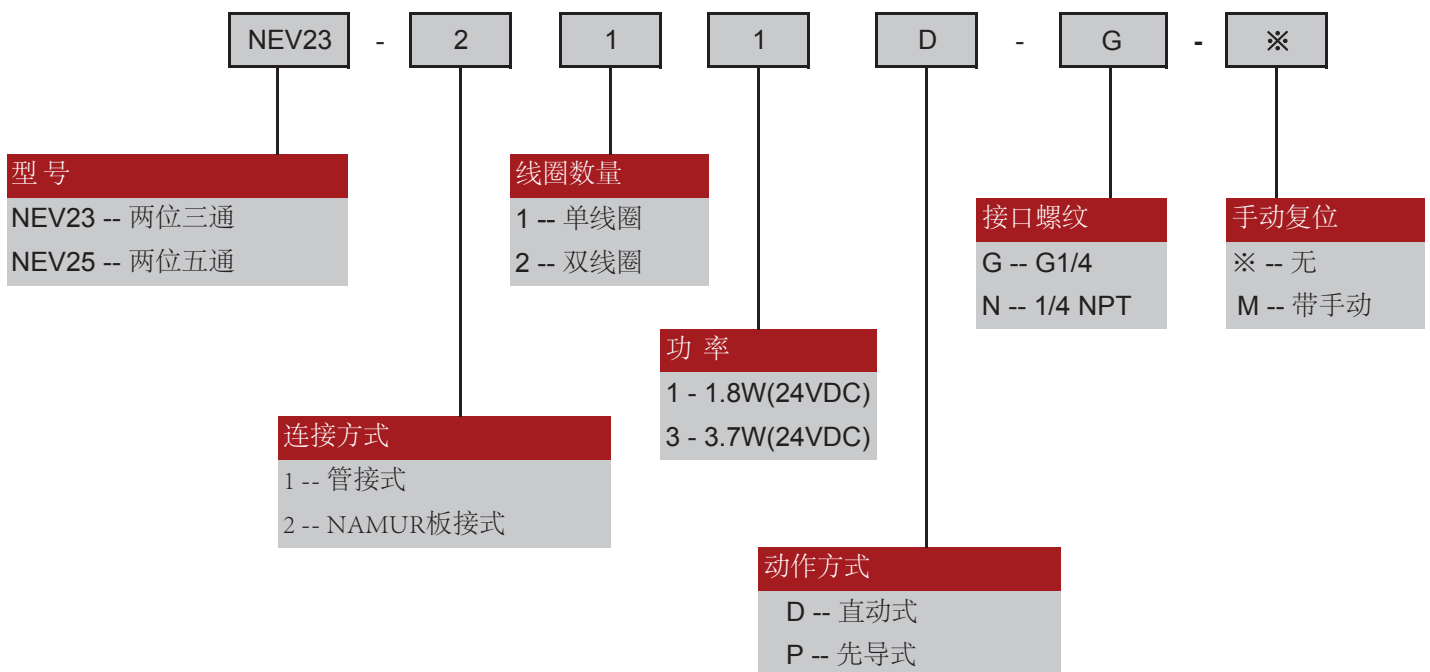 NEV23 - 2 1 1 D - G - ※
型 号
NEV23 -- 两位三通
NEV25 -- 两位五通
线圈数量
1 -- 单线圈
2 -- 双线圈
接口螺纹
G -- G1/4
N -- 1/4 NPT
手动复位
※ -- 无
M -- 带手动
功 率
1 - 1.8W(24VDC)
3 - 3.7W(24VDC)
连接方式
1 -- 管接式
2 -- NAMUR板接式
动作方式
D -- 直动式
P -- 先导式